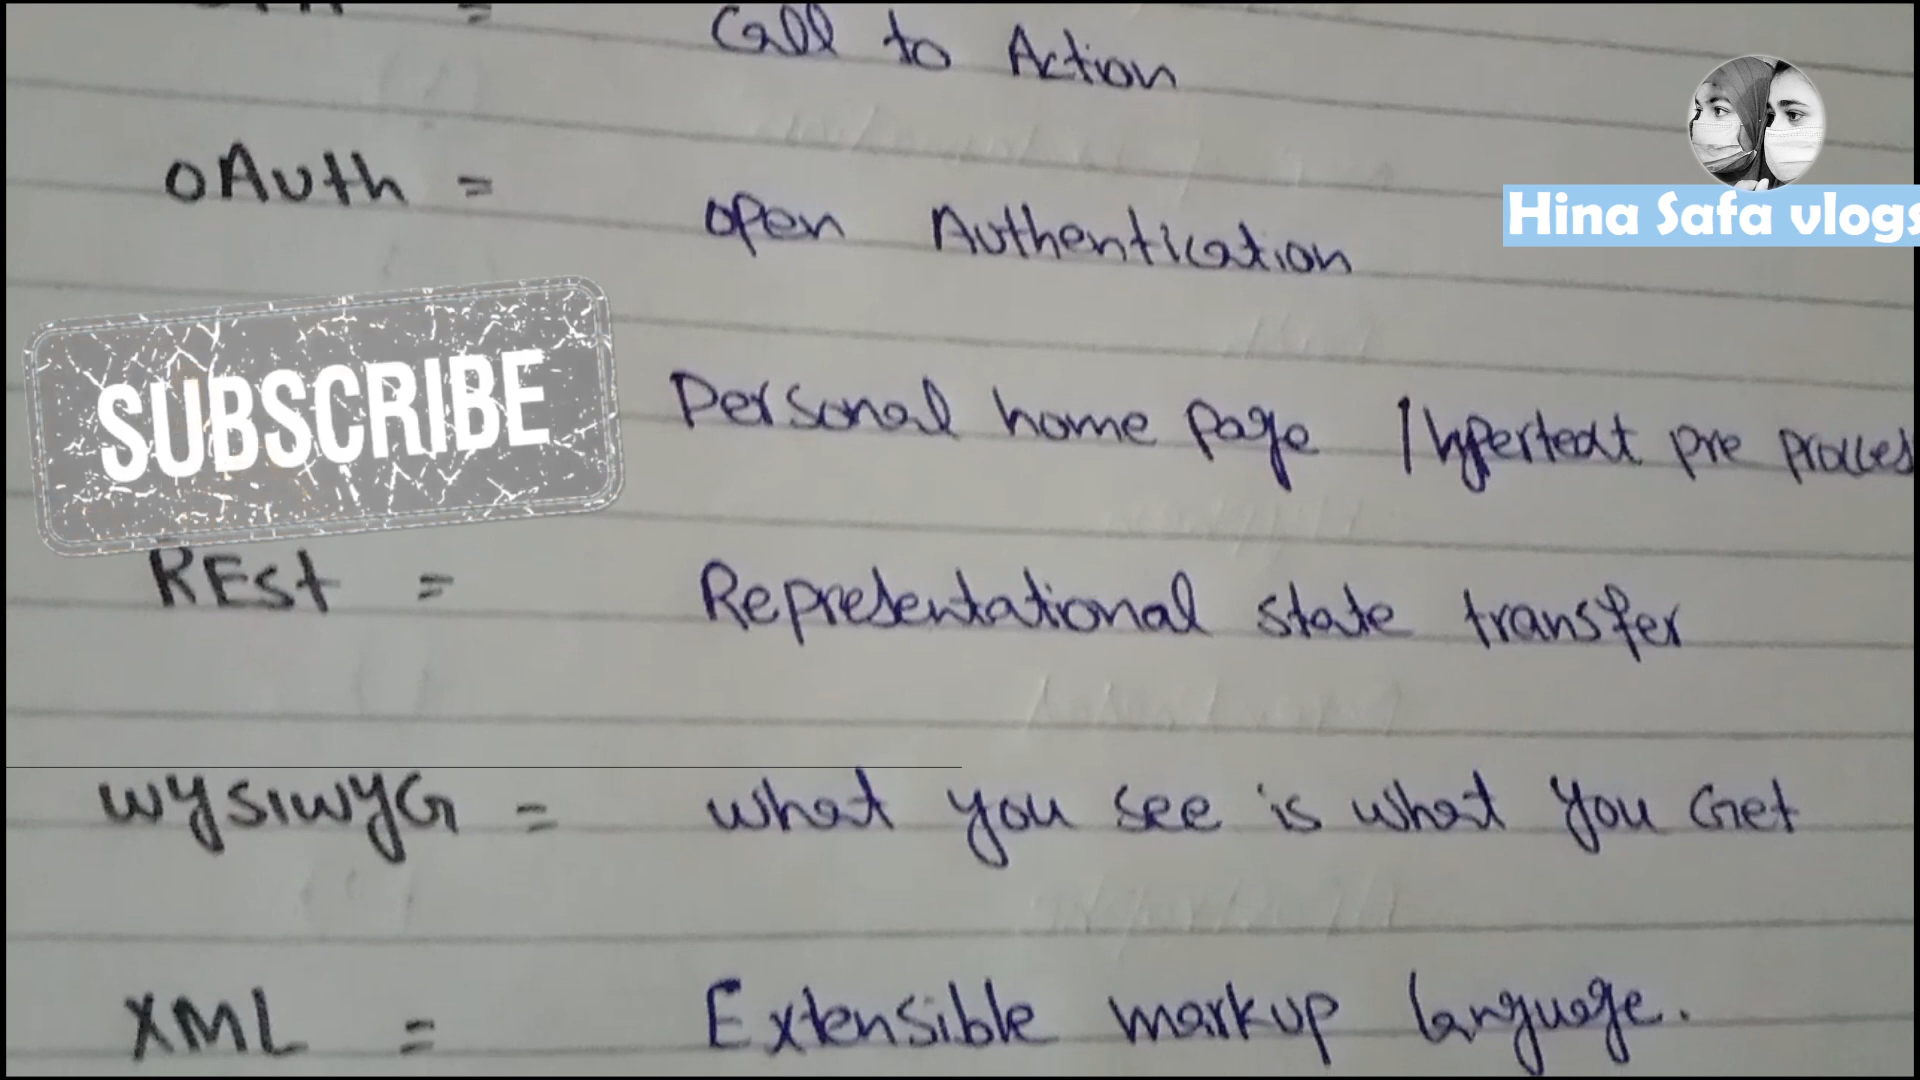 = Call to Action
OAuth = Open Authentication
Hina Safa vlogs
SUBSCRIBE
Personal home page / hypertext pre
REst = Representational state transfer
WYSIWYG = what you see is what you Get
XML = Extensible markup language.